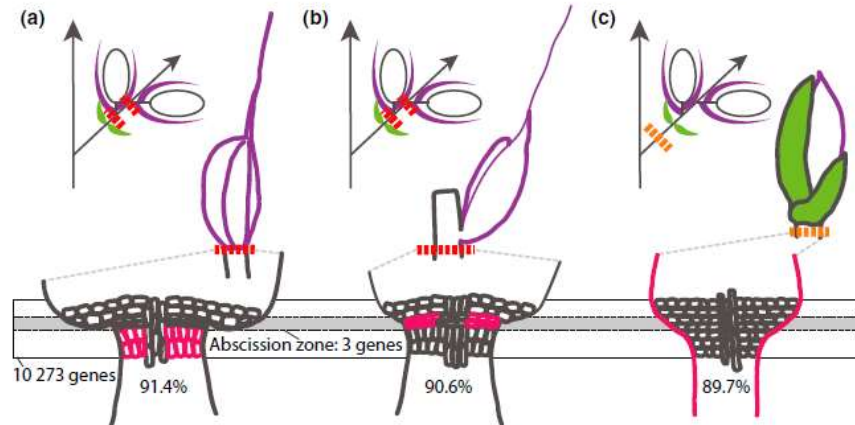 (a)
(b)
(c)
Abscission zone: 3 genes
10 273 genes
91.4%
90.6%
89.7%